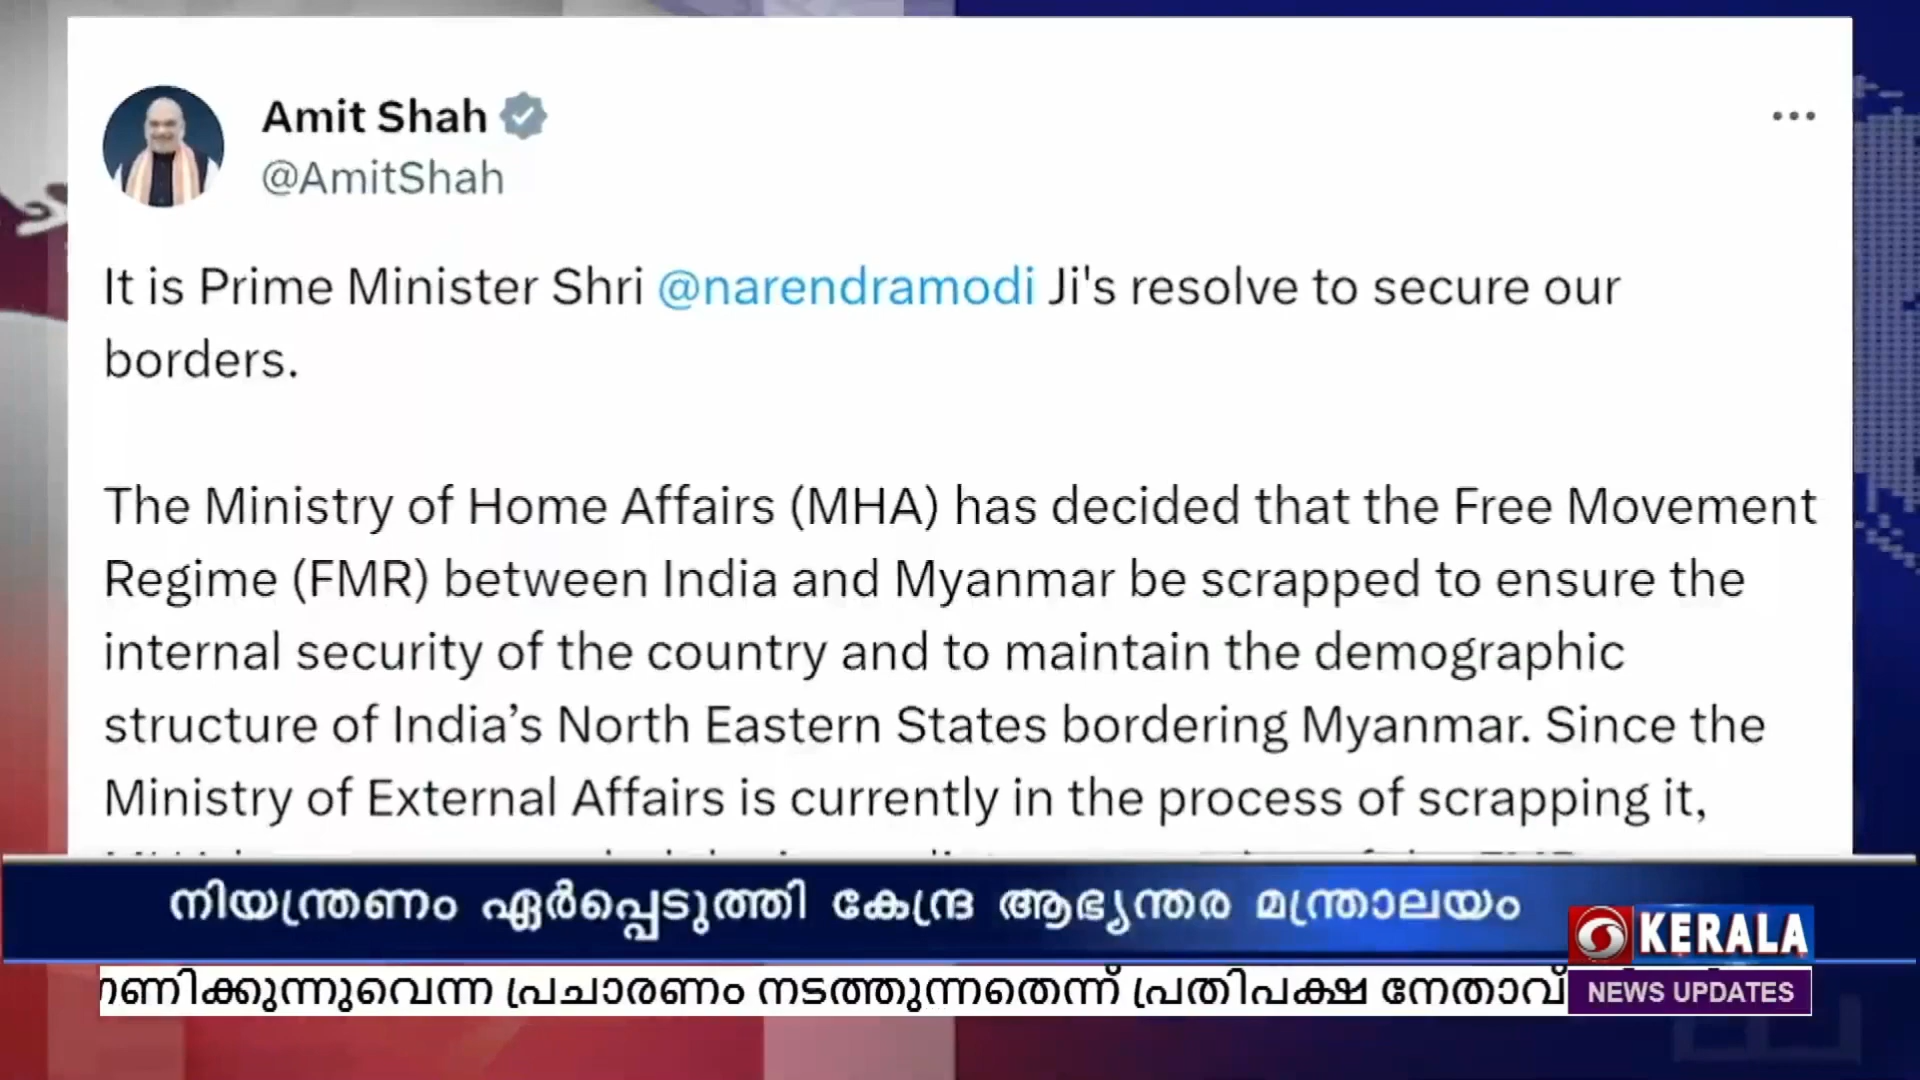 Amit Shah
@AmitShah
It is Prime Minister Shri @narendramodi Ji's resolve to secure our
borders.
The Ministry of Home Affairs (MHA) has decided that the Free Movement
Regime (FMR) between India and Myanmar be scrapped to ensure the
internal security of the country and to maintain the demographic
structure of India’s North Eastern States bordering Myanmar. Since the
Ministry of External Affairs is currently in the process of scrapping it,
നിയന്ത്രണം ഏർപ്പെടുത്തി കേന്ദ്ര ആഭ്യന്തര മന്ത്രാലയം
KERALA
പ്രചാരണം നടത്തുന്നതെന്ന് പ്രതിപക്ഷ നേതാവ്
NEWS UPDATES